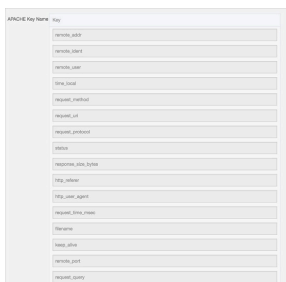 APACHE Key Name
Key
remote_addr
remote_ident
remote_user
time_local
request_method
request_uri
request_protocol
status
response_size_bytes
http_referer
http_user_agent
request_time_msec
filename
keep_alive
remote_port
request_query